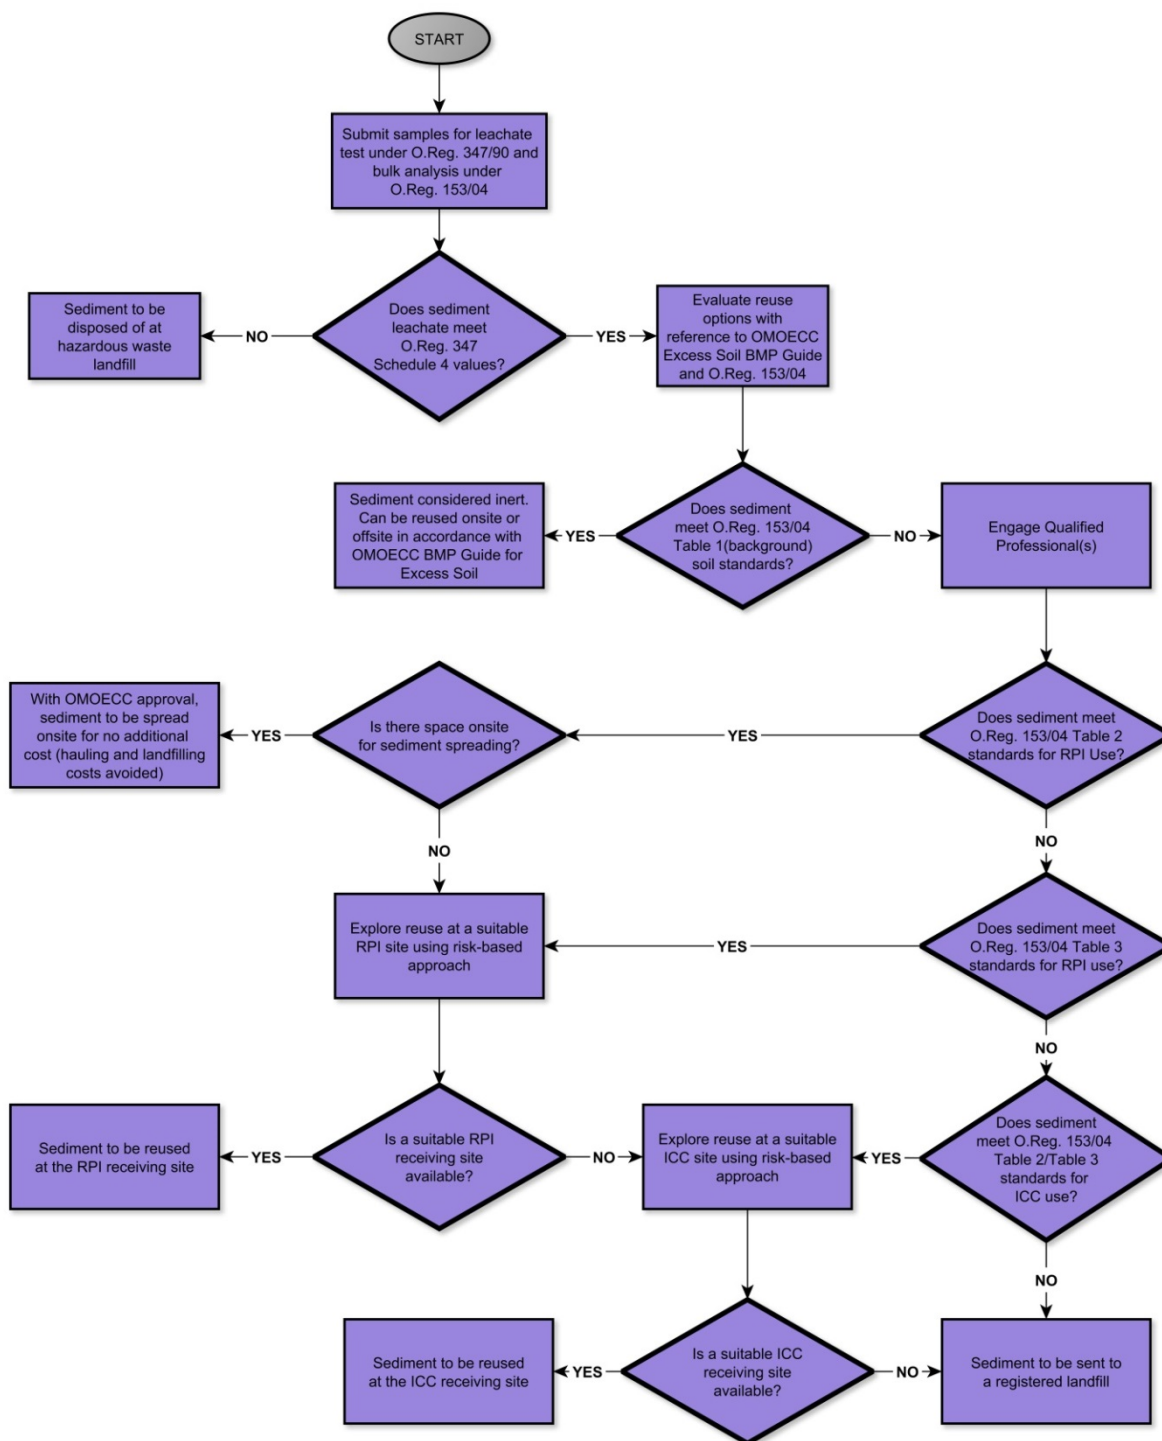 START
Submit samples for leachate
test under O.Reg. 347/90 and
bulk analysis under
O.Reg. 153/04
Does sediment
leachate meet
O.Reg. 347
Schedule 4 values?
NO
Sediment to be
disposed of at
hazardous waste
landfill
YES
Evaluate reuse
options with
reference to OMOECC
Excess Soil BMP Guide
and O.Reg. 153/04
Does sediment
meet O.Reg. 153/04
Table 1(background)
soil standards?
YES
Sediment considered inert.
Can be reused onsite or
offsite in accordance with
OMOECC BMP Guide for
Excess Soil
NO
Engage Qualified
Professional(s)
Does sediment meet
O.Reg. 153/04 Table 2
standards for RPI Use?
YES
Is there space onsite
for sediment spreading?
YES
With OMOECC approval,
sediment to be spread
onsite for no additional
cost (hauling and landfilling
costs avoided)
NO
NO
Does sediment meet
O.Reg. 153/04 Table 3
standards for RPI use?
YES
Explore reuse at a suitable
RPI site using risk-based
approach
NO
Is a suitable RPI
receiving site
available?
YES
Sediment to be reused
at the RPI receiving site
NO
Explore reuse at a suitable
ICC site using risk-based
approach
YES
Does sediment
meet O.Reg. 153/04
Table 2/Table 3
standards for
ICC use?
NO
Is a suitable ICC
receiving site
available?
YES
Sediment to be reused
at the ICC receiving site
NO
Sediment to be sent to
a registered landfill